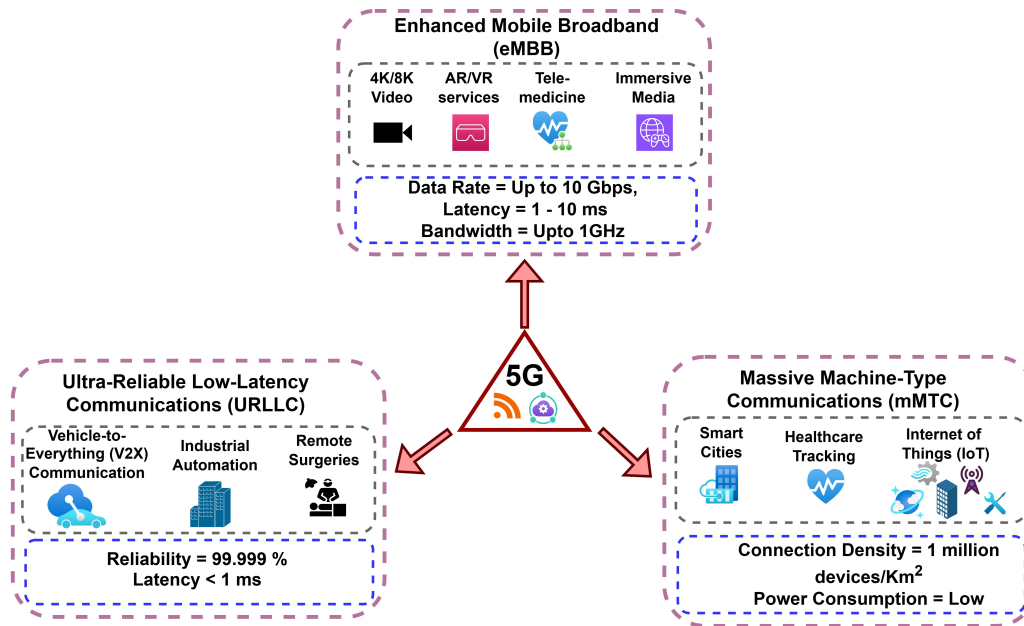 Enhanced Mobile Broadband
(eMBB)
4K/8K
Video
AR/VR
services
Tele-
medicine
Immersive
Media
Data Rate = Up to 10 Gbps,
Latency = 1 - 10 ms
Bandwidth = Upto 1GHz
5G
Ultra-Reliable Low-Latency
Communications (URLLC)
Vehicle-to-
Everything (V2X)
Communication
Industrial
Automation
Remote
Surgeries
Reliability = 99.999 %
Latency < 1 ms
Massive Machine-Type
Communications (mMTC)
Smart
Cities
Healthcare
Tracking
Internet of
Things (IoT)
Connection Density = 1 million
devices/Km²
Power Consumption = Low